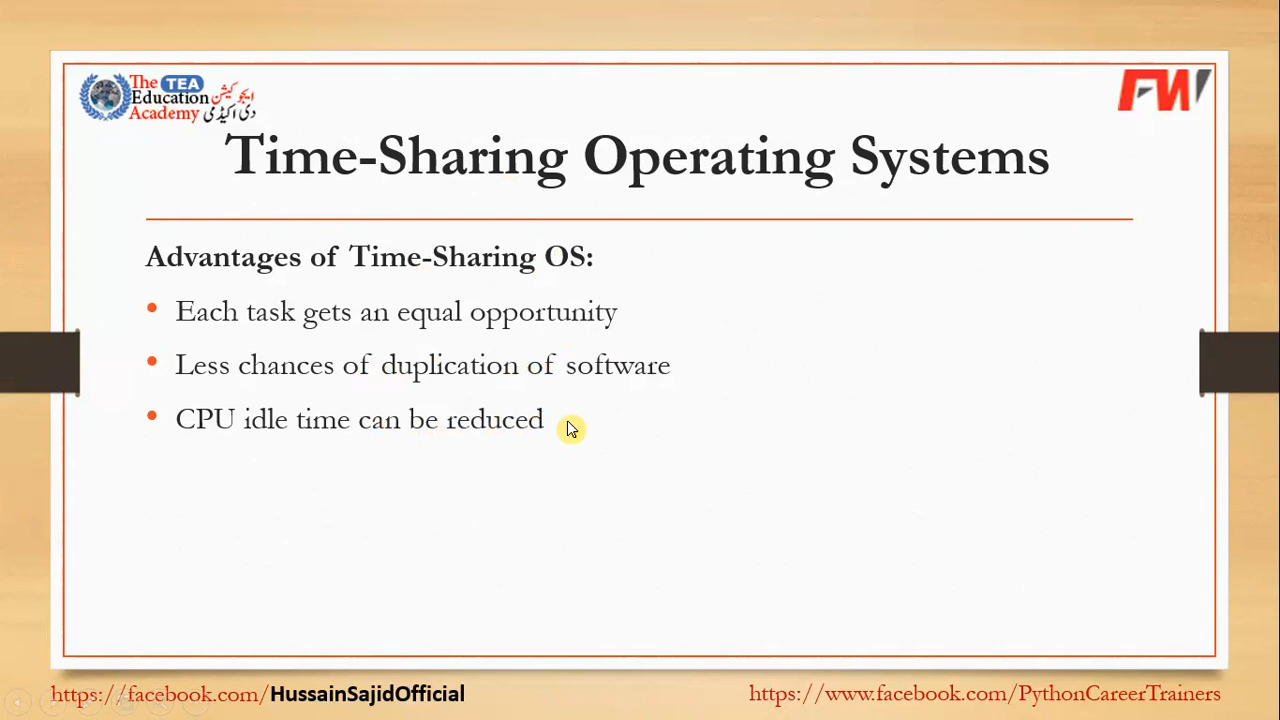 The TEA
Education ایجوکیشن
Academy دی اکیڈمی
FW
Time-Sharing Operating Systems
Advantages of Time-Sharing OS:
• Each task gets an equal opportunity
• Less chances of duplication of software
• CPU idle time can be reduced
https://facebook.com/HussainSajidOfficial
https://www.facebook.com/PythonCareerTrainers